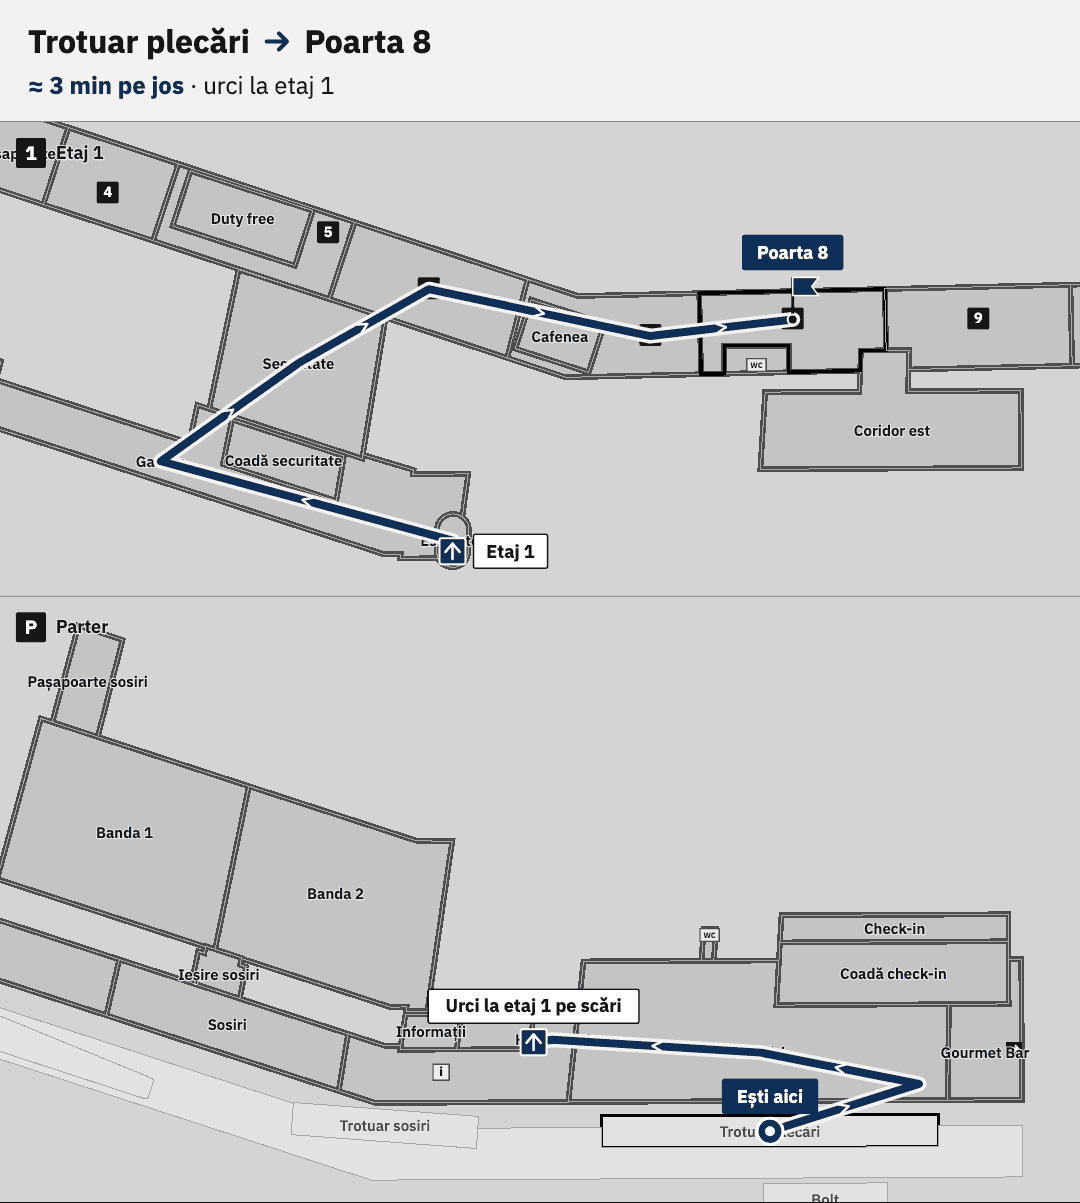 Trotuar plecări → Poarta 8
≈ 3 min pe jos · urci la etaj 1
1 Etaj 1
4
Duty free
5
Poarta 8
Cafenea
9
WC
Securitate
Coridor est
Coadă securitate
Etaj 1
P Parter
Pașapoarte sosiri
Banda 1
Banda 2
Check-in
WC
Coadă check-in
Ieșire sosiri
Urci la etaj 1 pe scări
Sosiri
Informații
Gourmet Bar
i
Ești aici
Trotuar sosiri
Trotuar plecări
Bolt